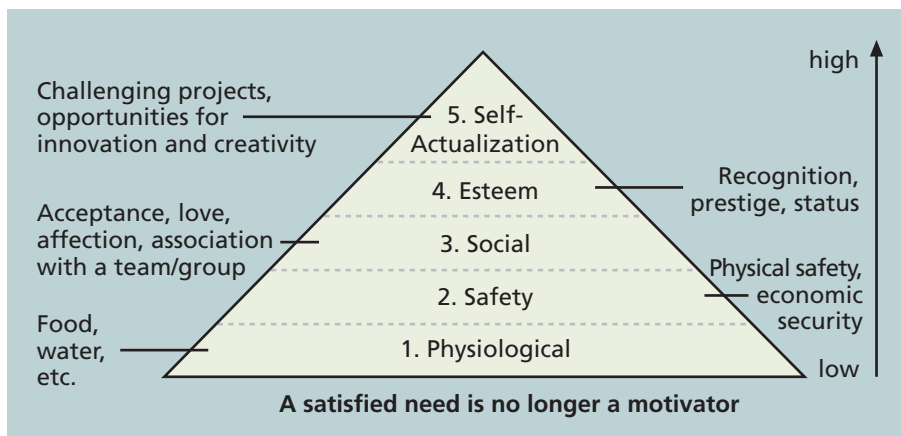 high
Challenging projects,
opportunities for
innovation and creativity
5. Self-
Actualization
Recognition,
prestige, status
4. Esteem
Acceptance, love,
affection, association
with a team/group
3. Social
Physical safety,
economic
security
2. Safety
Food,
water,
etc.
1. Physiological
low
A satisfied need is no longer a motivator